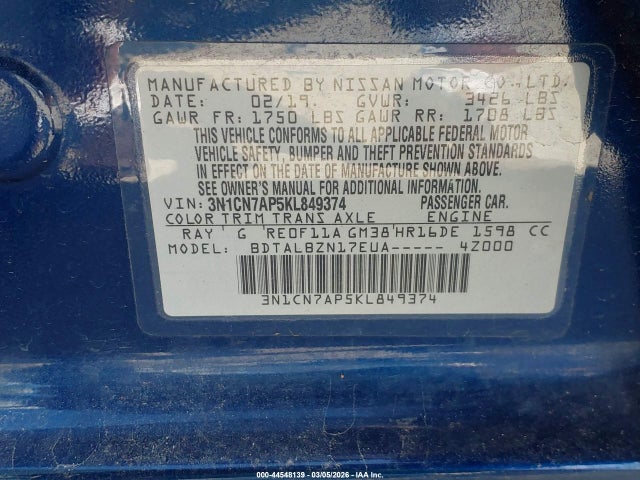 MANUFACTURED BY NISSAN MOTOR CO., LTD.
DATE: 02/19. GVWR: 3426 LBS
GAWR FR: 1750 LBS GAWR RR: 1708 LBS
THIS VEHICLE CONFORMS TO ALL APPLICABLE FEDERAL MOTOR
VEHICLE SAFETY, BUMPER AND THEFT PREVENTION STANDARDS
IN EFFECT ON THE DATE OF MANUFACTURE SHOWN ABOVE.
SEE OWNER'S MANUAL FOR ADDITIONAL INFORMATION.
VIN: 3N1CN7AP5KL849374 PASSENGER CAR.
COLOR TRIM TRANS AXLE ENGINE
RAY G RE0F11A GM38 HR16DE 1598 CC
MODEL: BDTALBZN17EUA----- 4Z000
3N1CN7AP5KL849374
000-44548139 - 03/05/2026 - IAA Inc.